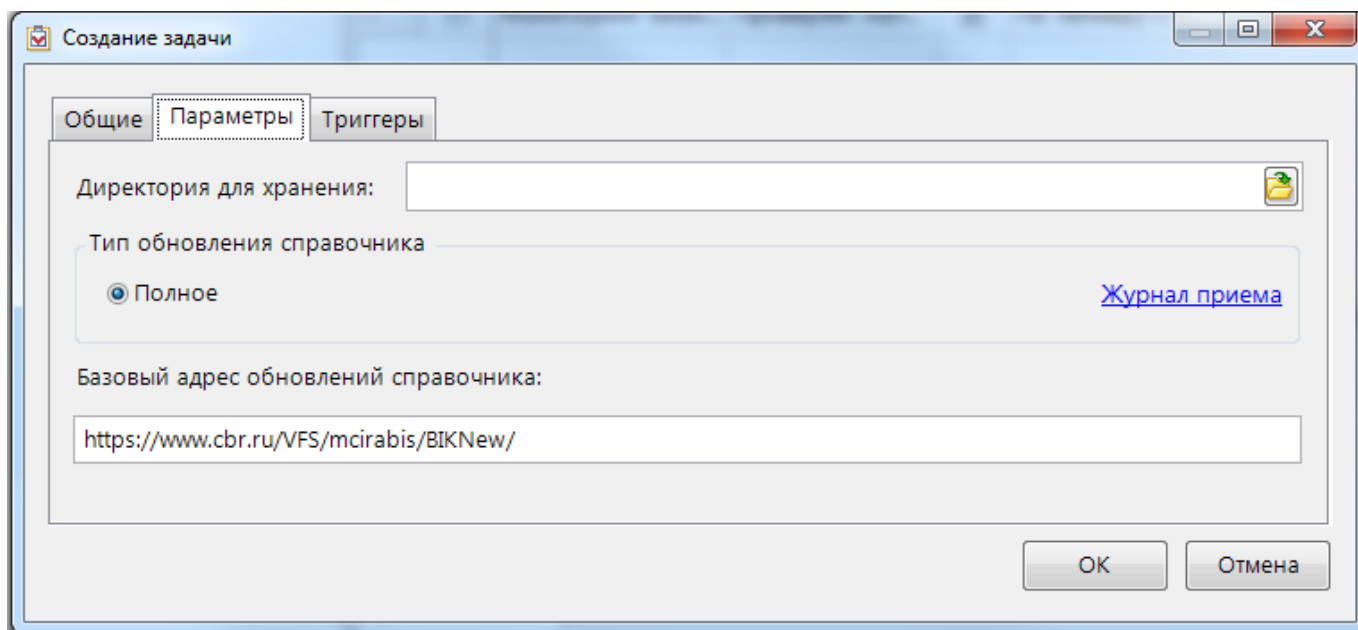 Создание задачи
Общие Параметры Триггеры
Директория для хранения:
Тип обновления справочника
Полное Журнал приема
Базовый адрес обновлений справочника:
https://www.cbr.ru/VFS/mcirabis/BIKNew/
OK Отмена